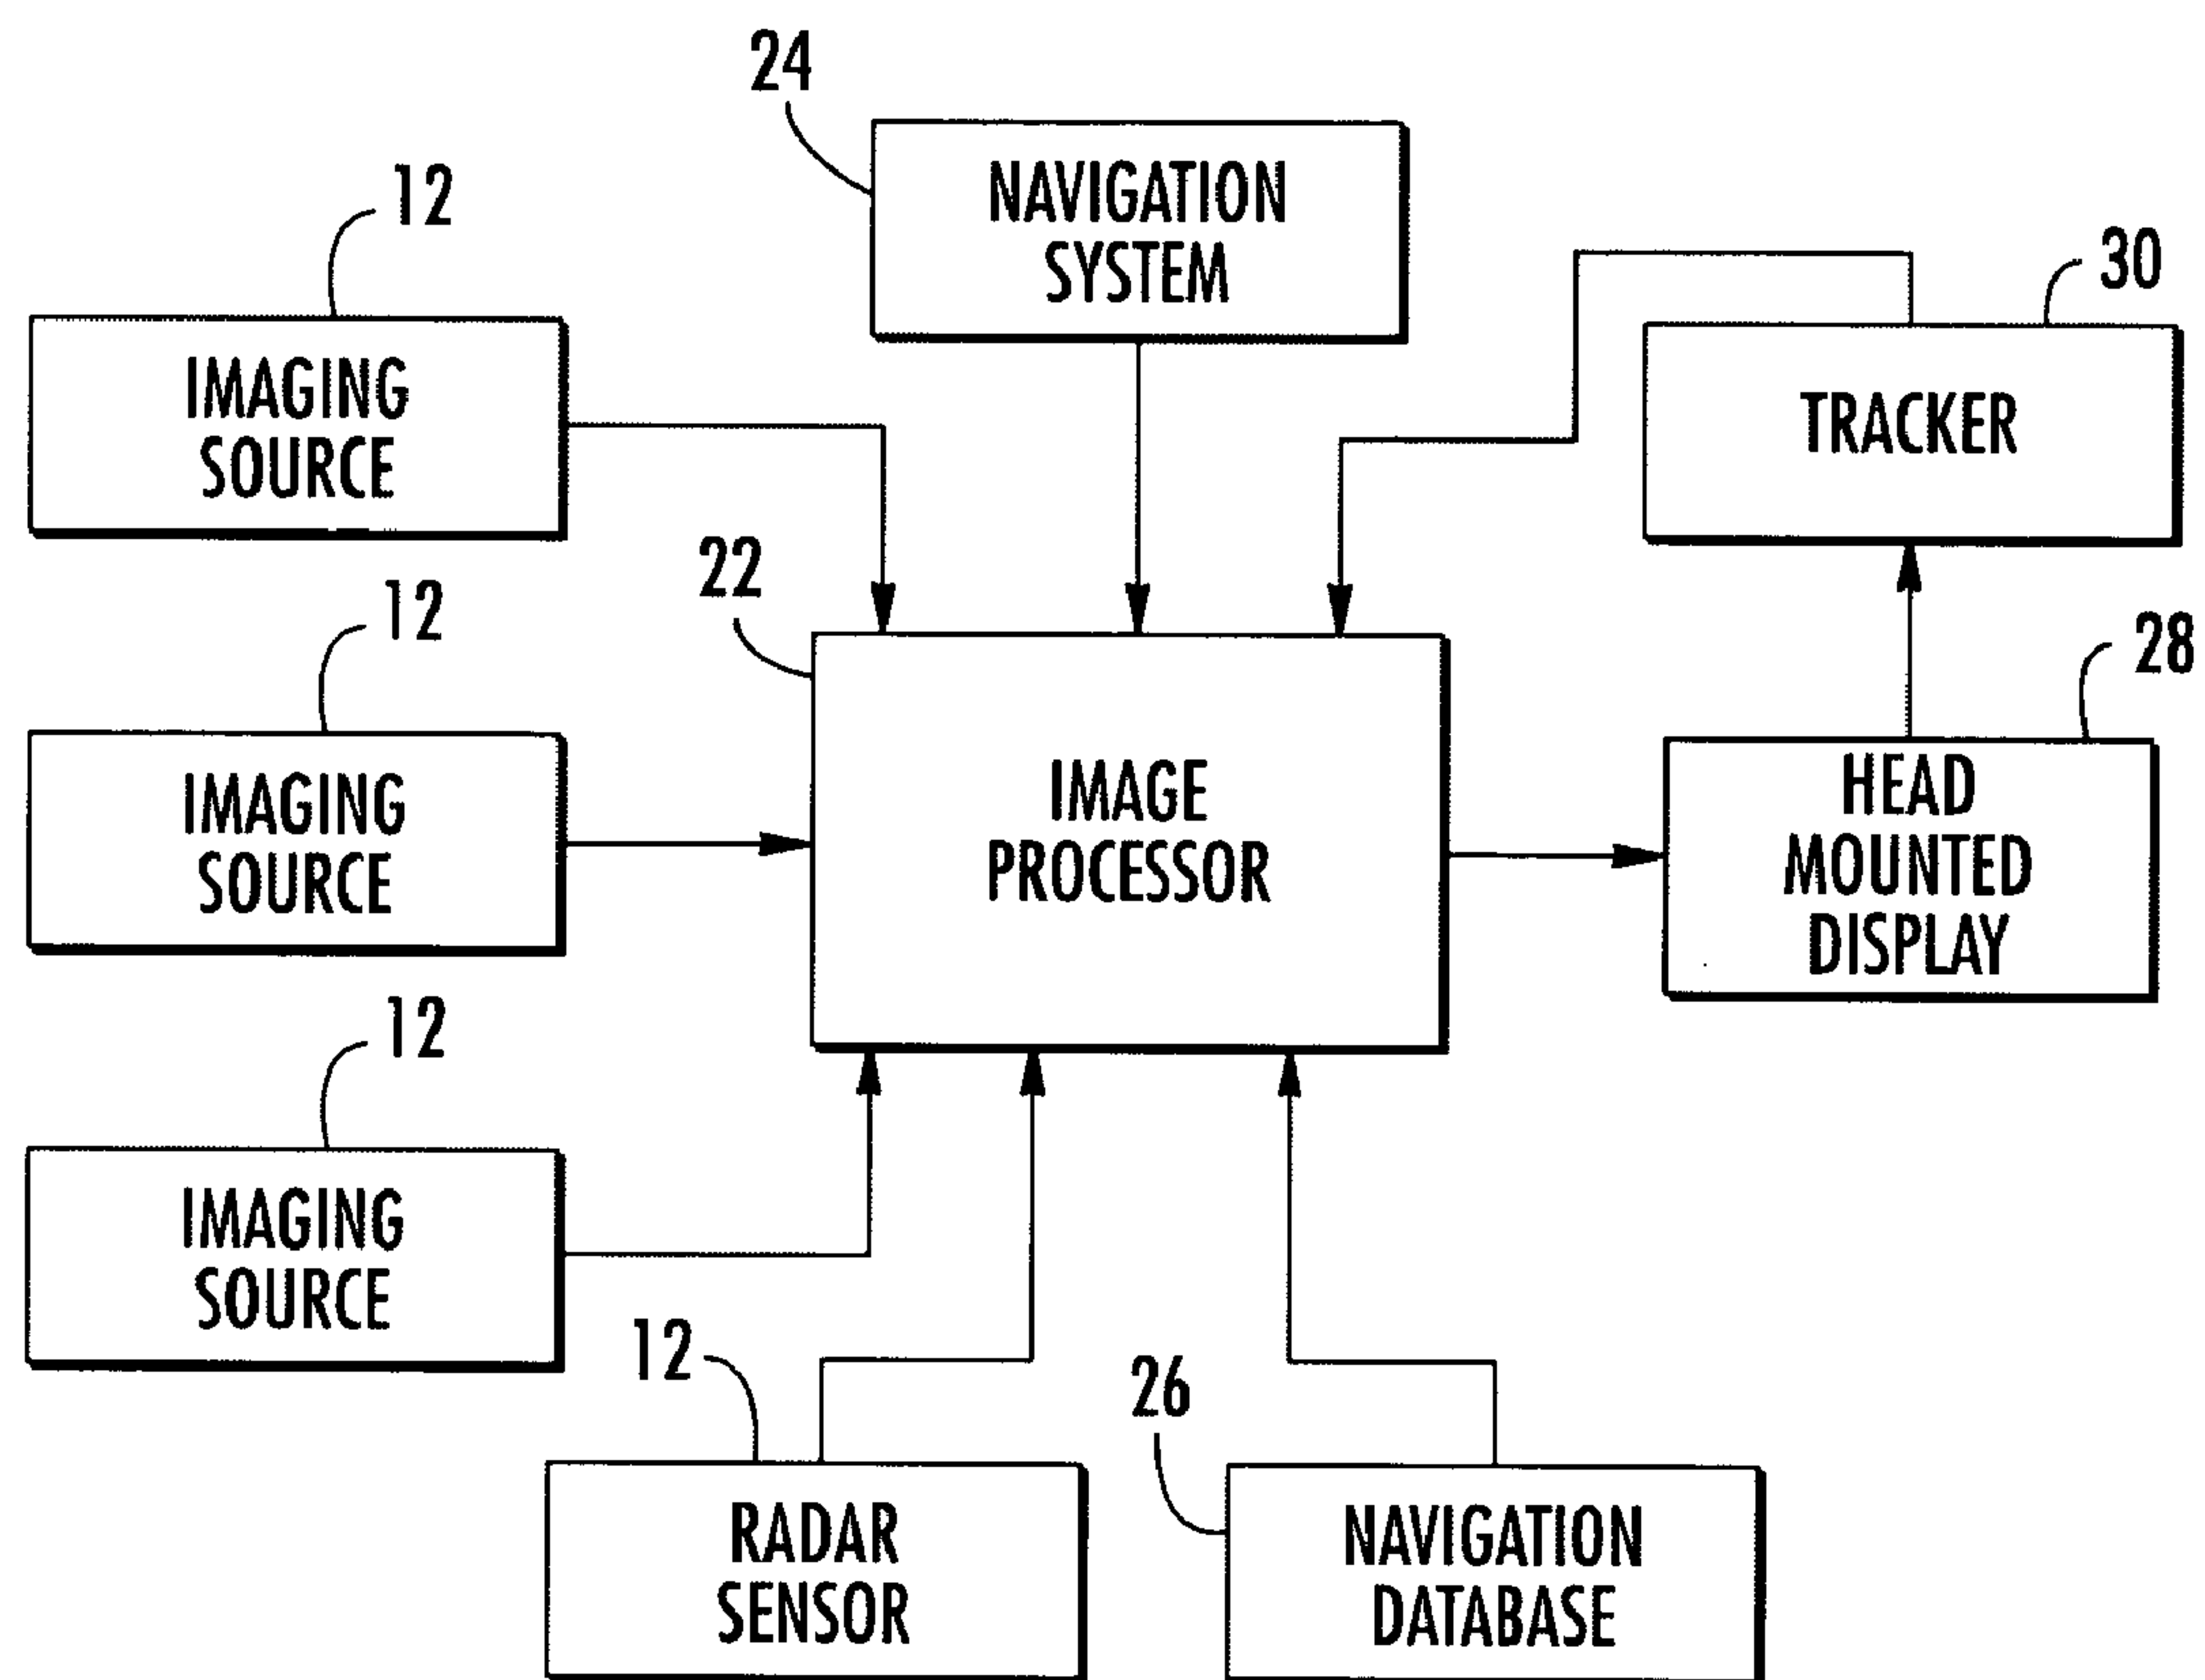 24
NAVIGATION
SYSTEM
12
IMAGING
SOURCE
30
TRACKER
22
IMAGE
PROCESSOR
12
IMAGING
SOURCE
28
HEAD
MOUNTED
DISPLAY
12
IMAGING
SOURCE
12
RADAR
SENSOR
26
NAVIGATION
DATABASE